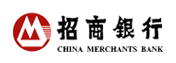 招商银行
CHINA MERCHANTS BANK